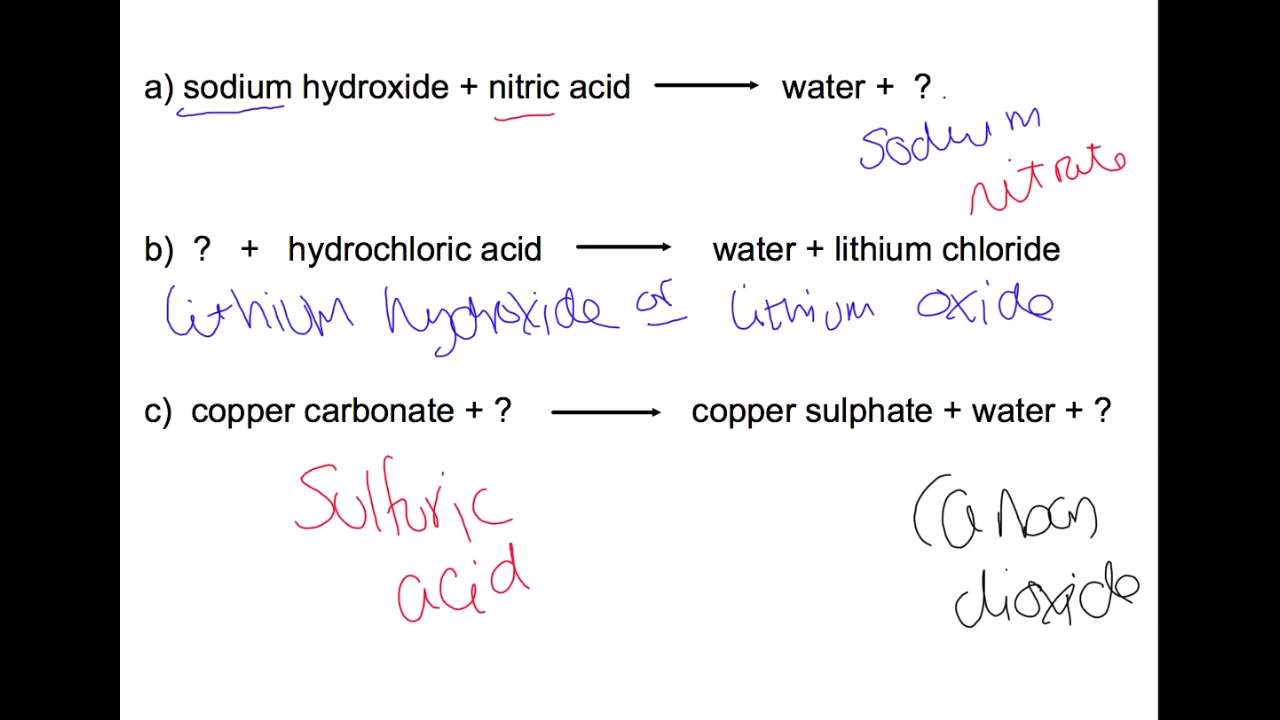 a) sodium hydroxide + nitric acid ⟶ water + ?
sodium
nitrate
b) ? + hydrochloric acid ⟶ water + lithium chloride
lithium hydroxide or lithium oxide
c) copper carbonate + ? ⟶ copper sulphate + water + ?
Sulfuric
acid
Carbon
dioxide